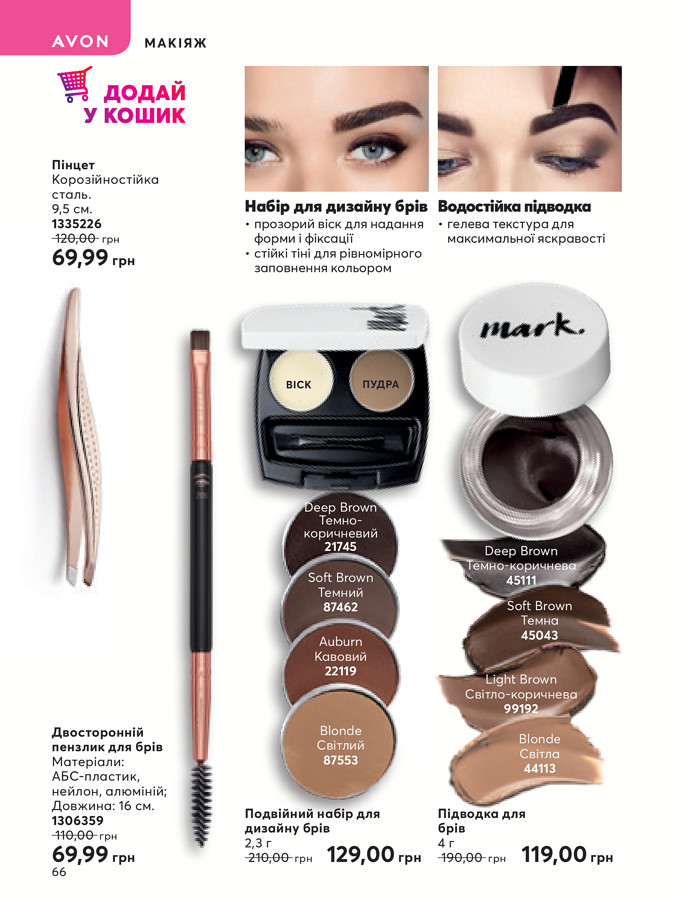 AVON
МАКІЯЖ
ДОДАЙ
У КОШИК
Пінцет
Корозійностійка
сталь.
9,5 см.
1335226
120,00 грн
69,99 грн
Набір для дизайну брів
• прозорий віск для надання
форми і фіксації
• стійкі тіні для рівномірного
заповнення кольором
Водостійка підводка
• гелева текстура для
максимальної яскравості
mark.
ВІСК
ПУДРА
Deep Brown
Темно-
коричневий
21745
Soft Brown
Темний
87462
Auburn
Кавовий
22119
Blonde
Світлий
87553
Deep Brown
Темно-коричнева
45111
Soft Brown
Темна
45043
Light Brown
Світло-коричнева
99192
Blonde
Світла
44113
Двосторонній
пензлик для брів
Матеріали:
АБС-пластик,
нейлон, алюміній;
Довжина: 16 см.
1306359
110,00 грн
69,99 грн
66
Подвійний набір для
дизайну брів
2,3 г
210,00 грн 129,00 грн
Підводка для
брів
4 г
190,00 грн 119,00 грн